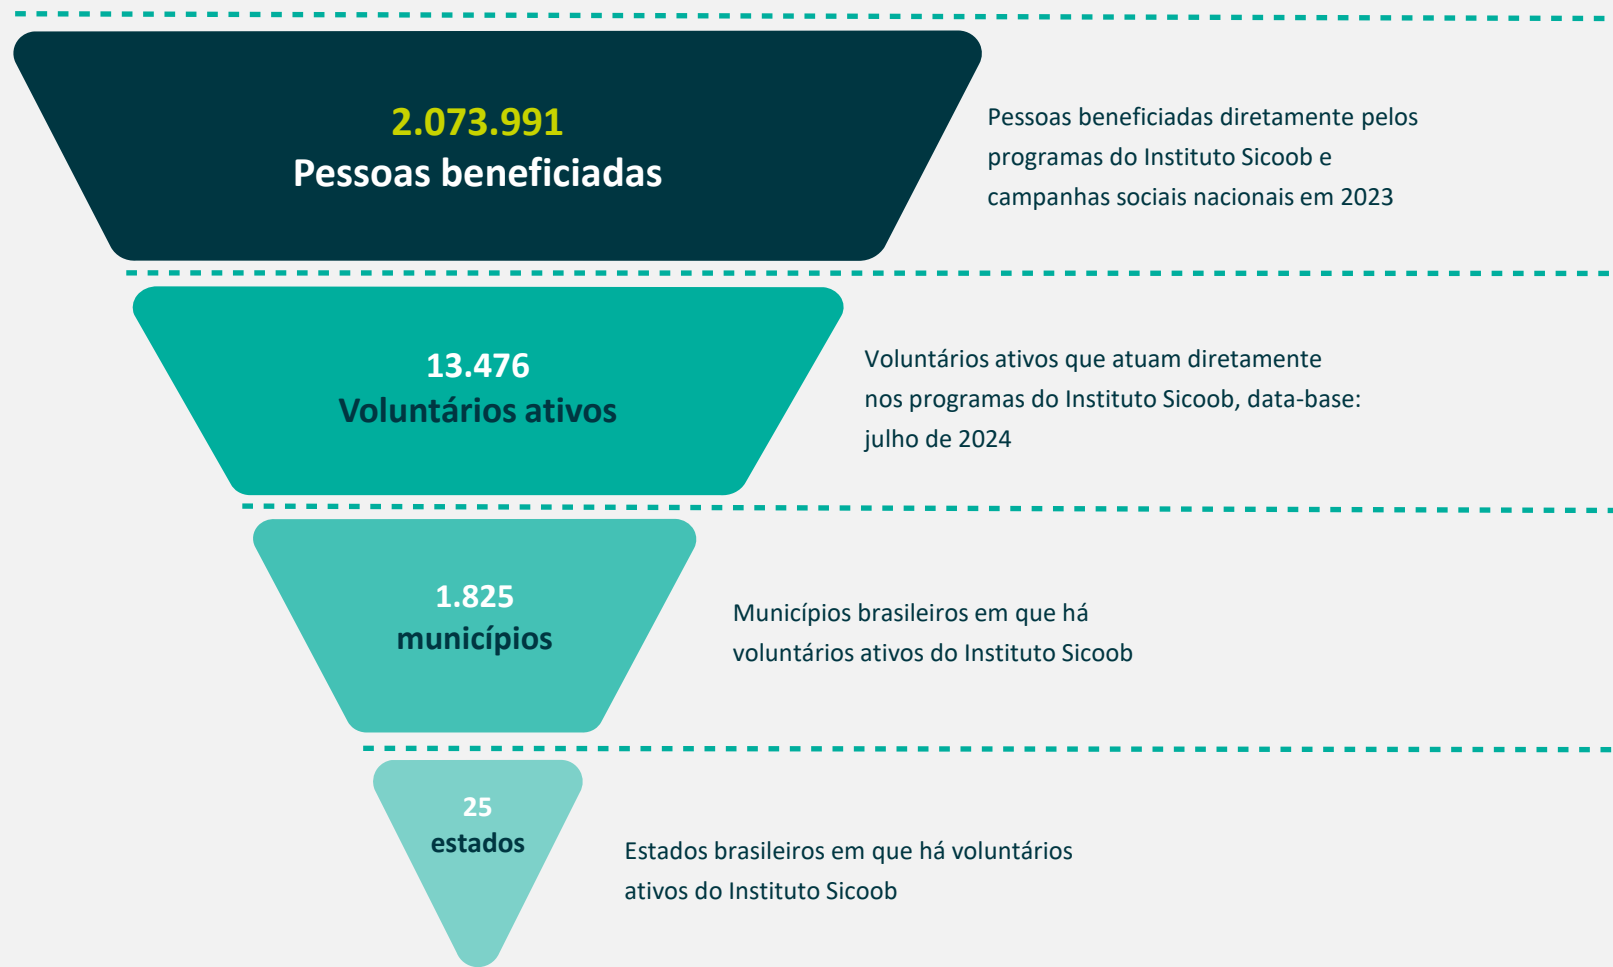 2.073.991
Pessoas beneficiadas
Pessoas beneficiadas diretamente pelos
programas do Instituto Sicoob e
campanhas sociais nacionais em 2023
13.476
Voluntários ativos
Voluntários ativos que atuam diretamente
nos programas do Instituto Sicoob, data-base:
julho de 2024
1.825
municípios
Municípios brasileiros em que há
voluntários ativos do Instituto Sicoob
25
estados
Estados brasileiros em que há voluntários
ativos do Instituto Sicoob